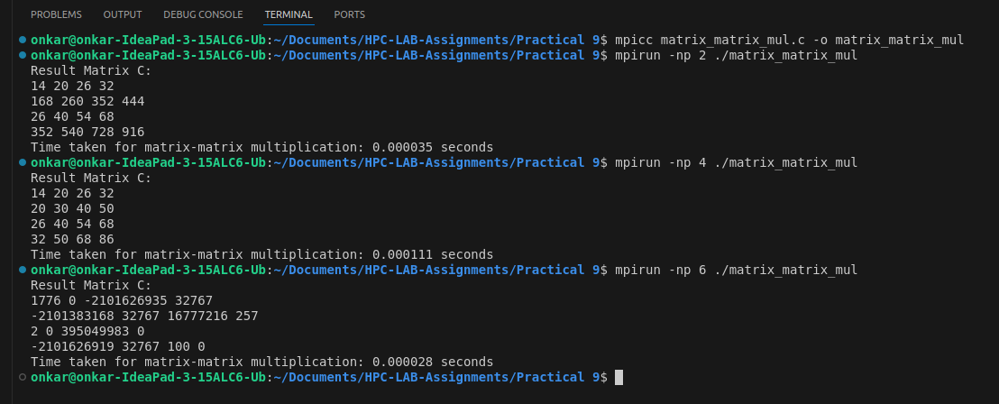 PROBLEMS OUTPUT DEBUG CONSOLE TERMINAL PORTS
onkar@onkar-IdeaPad-3-15ALC6-Ub:~/Documents/HPC-LAB-Assignments/Practical 9$ mpicc matrix_matrix_mul.c -o matrix_matrix_mul
onkar@onkar-IdeaPad-3-15ALC6-Ub:~/Documents/HPC-LAB-Assignments/Practical 9$ mpirun -np 2 ./matrix_matrix_mul
Result Matrix C:
14 20 26 32
168 260 352 444
26 40 54 68
352 540 728 916
Time taken for matrix-matrix multiplication: 0.000035 seconds
onkar@onkar-IdeaPad-3-15ALC6-Ub:~/Documents/HPC-LAB-Assignments/Practical 9$ mpirun -np 4 ./matrix_matrix_mul
Result Matrix C:
14 20 26 32
20 30 40 50
26 40 54 68
32 50 68 86
Time taken for matrix-matrix multiplication: 0.000111 seconds
onkar@onkar-IdeaPad-3-15ALC6-Ub:~/Documents/HPC-LAB-Assignments/Practical 9$ mpirun -np 6 ./matrix_matrix_mul
Result Matrix C:
1776 0 -2101626935 32767
-2101383168 32767 16777216 257
2 0 395049983 0
-2101626919 32767 100 0
Time taken for matrix-matrix multiplication: 0.000028 seconds
onkar@onkar-IdeaPad-3-15ALC6-Ub:~/Documents/HPC-LAB-Assignments/Practical 9$